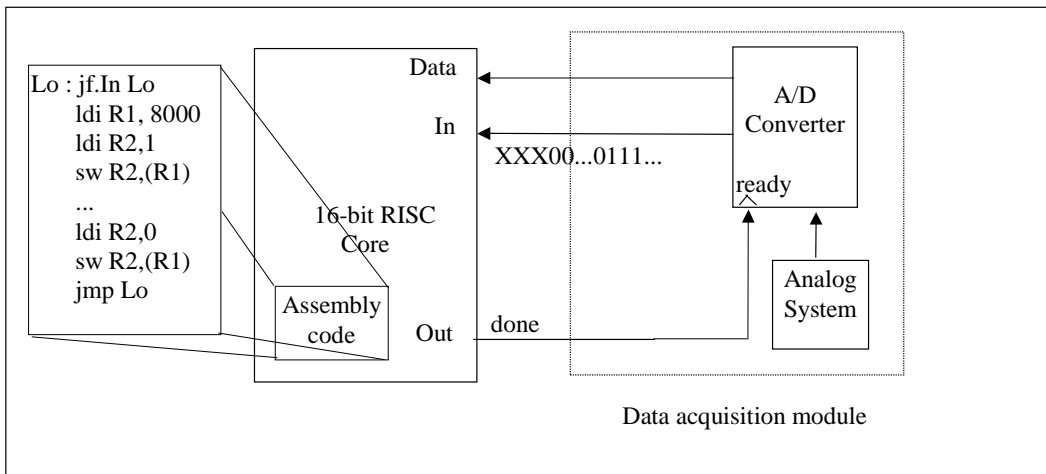 Lo : jf.In Lo
ldi R1, 8000
ldi R2,1
sw R2,(R1)
...
ldi R2,0
sw R2,(R1)
jmp Lo
Data
In
16-bit RISC
Core
Assembly
code
Out
done
XXX00...0111...
A/D
Converter
ready
Analog
System
Data acquisition module